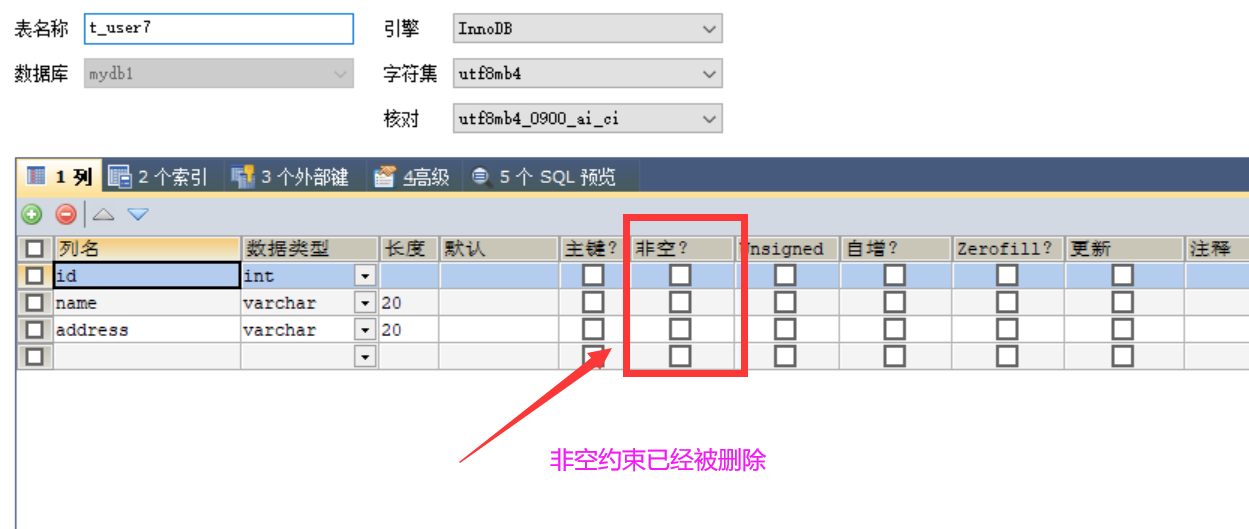 表名称 t_user7 引擎 InnoDB
数据库 mydb1 字符集 utf8mb4
核对 utf8mb4_0900_ai_ci
1 列 2 个索引 3 个外部键 4高级 5 个 SQL 预览
列名 数据类型 长度 默认 主键? 非空? Unsigned 自增? Zerofill? 更新 注释
id int
name varchar 20
address varchar 20
非空约束已经被删除